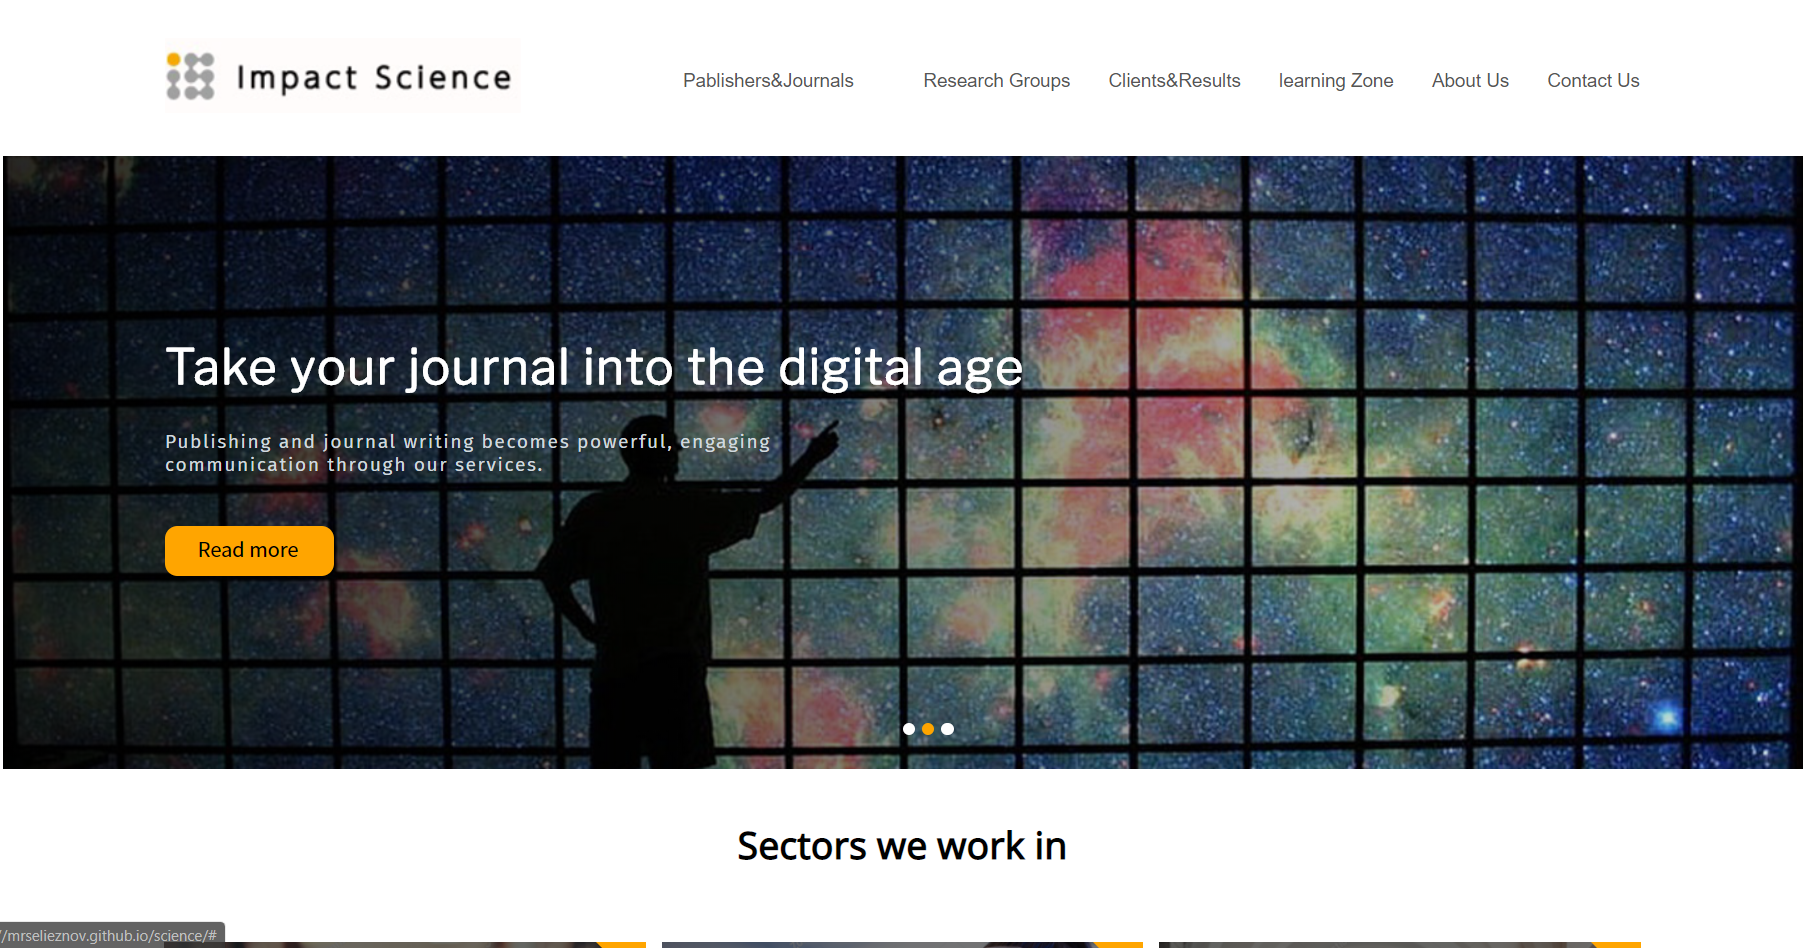 Impact Science
Pablishers&Journals
Research Groups
Clients&Results
learning Zone
About Us
Contact Us
Take your journal into the digital age
Publishing and journal writing becomes powerful, engaging
communication through our services.
Read more
Sectors we work in
/mrselieznov.github.io/science/#